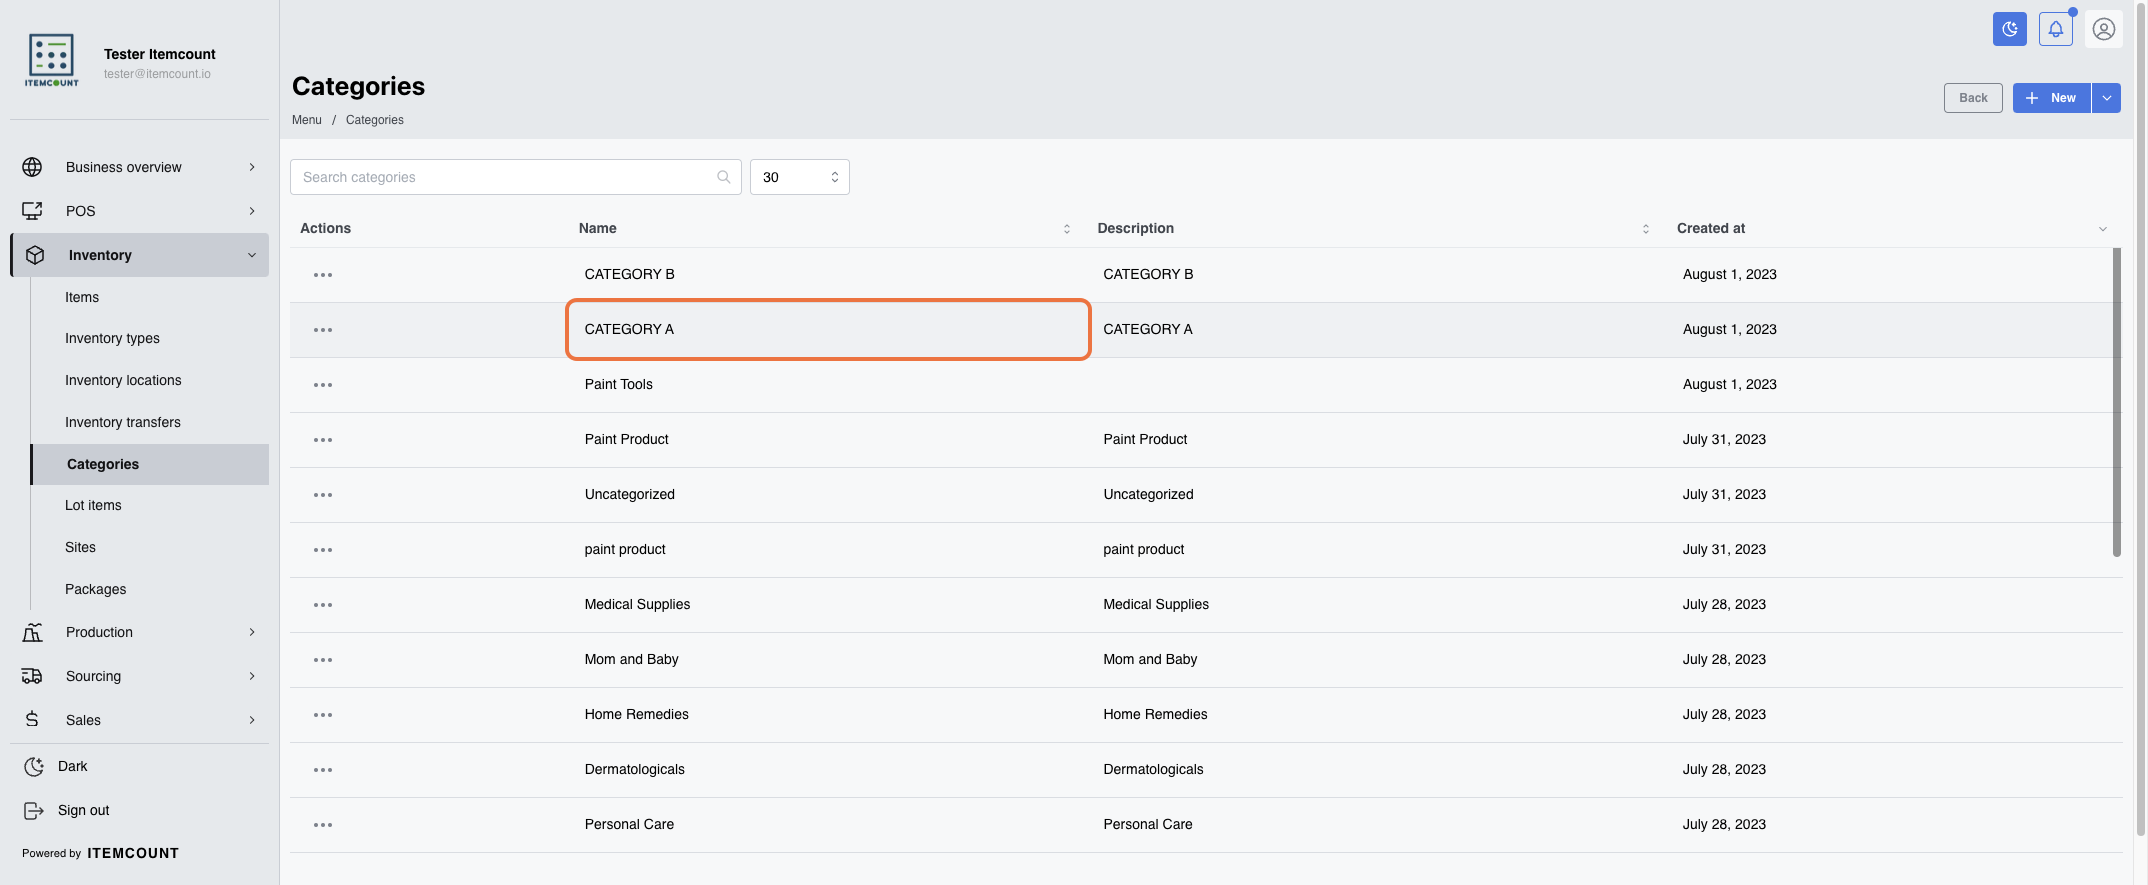 ITEMCOUNT
Tester Itemcount
tester@itemcount.io
Business overview
POS
Inventory
Items
Inventory types
Inventory locations
Inventory transfers
Categories
Lot items
Sites
Packages
Production
Sourcing
Sales
Dark
Sign out
Powered by ITEMCOUNT
Categories
Menu / Categories
Back
New
Search categories
30
Actions Name Description Created at
CATEGORY B CATEGORY B August 1, 2023
CATEGORY A CATEGORY A August 1, 2023
Paint Tools August 1, 2023
Paint Product Paint Product July 31, 2023
Uncategorized Uncategorized July 31, 2023
paint product paint product July 31, 2023
Medical Supplies Medical Supplies July 28, 2023
Mom and Baby Mom and Baby July 28, 2023
Home Remedies Home Remedies July 28, 2023
Dermatologicals Dermatologicals July 28, 2023
Personal Care Personal Care July 28, 2023